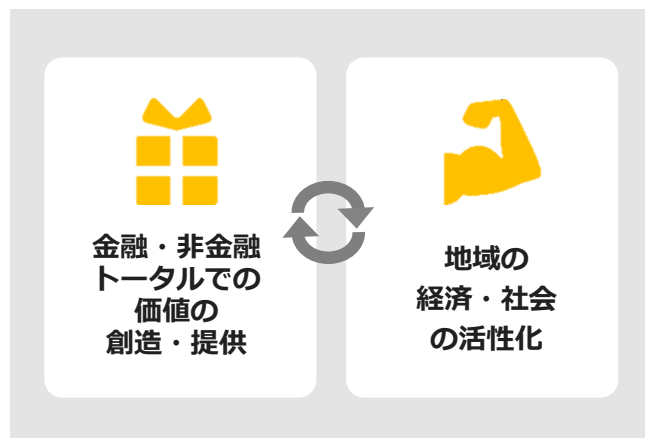 金融・非金融
トータルでの
価値の
創造・提供
地域の
経済・社会
の活性化